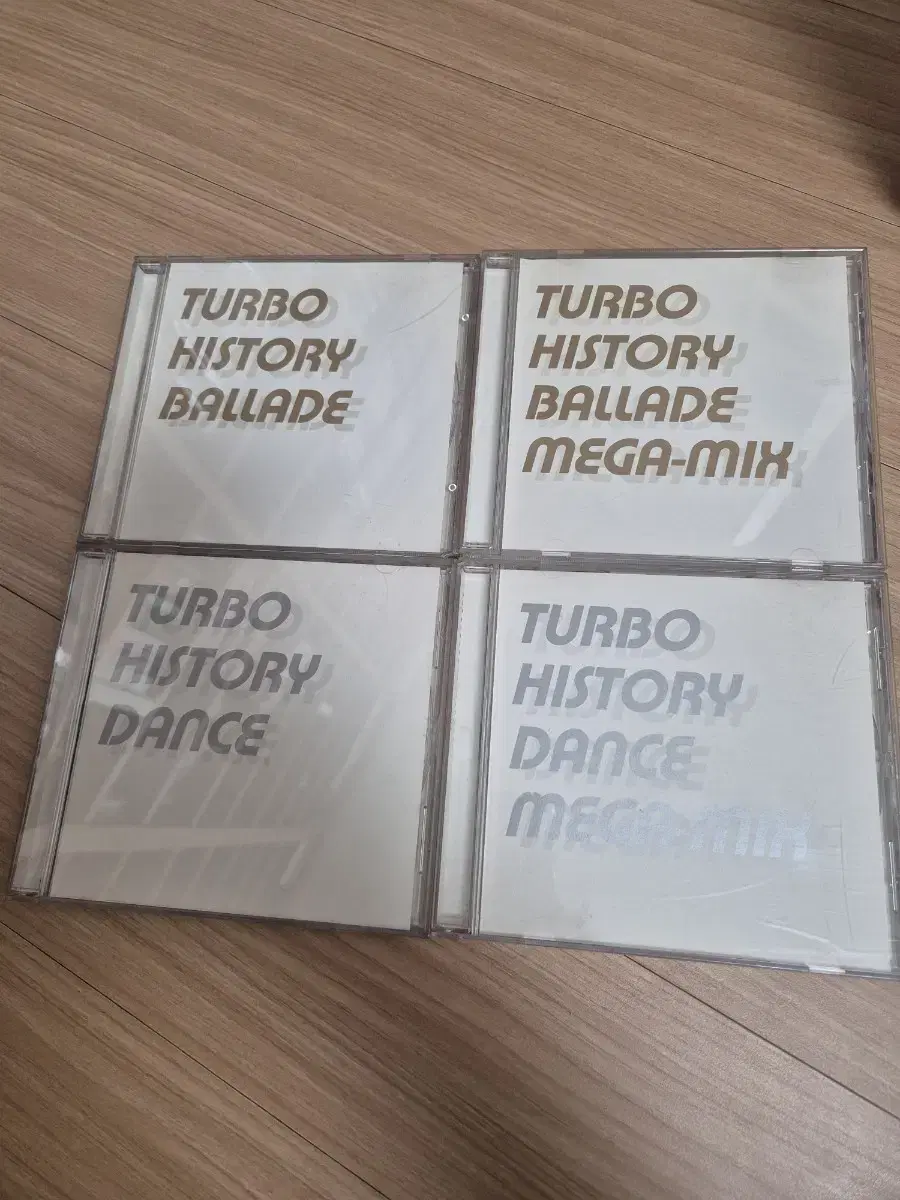 TURBO
HISTORY
BALLADE
TURBO
HISTORY
BALLADE
MEGA-MIX
TURBO
HISTORY
DANCE
TURBO
HISTORY
DANCE
MEGA-MIX